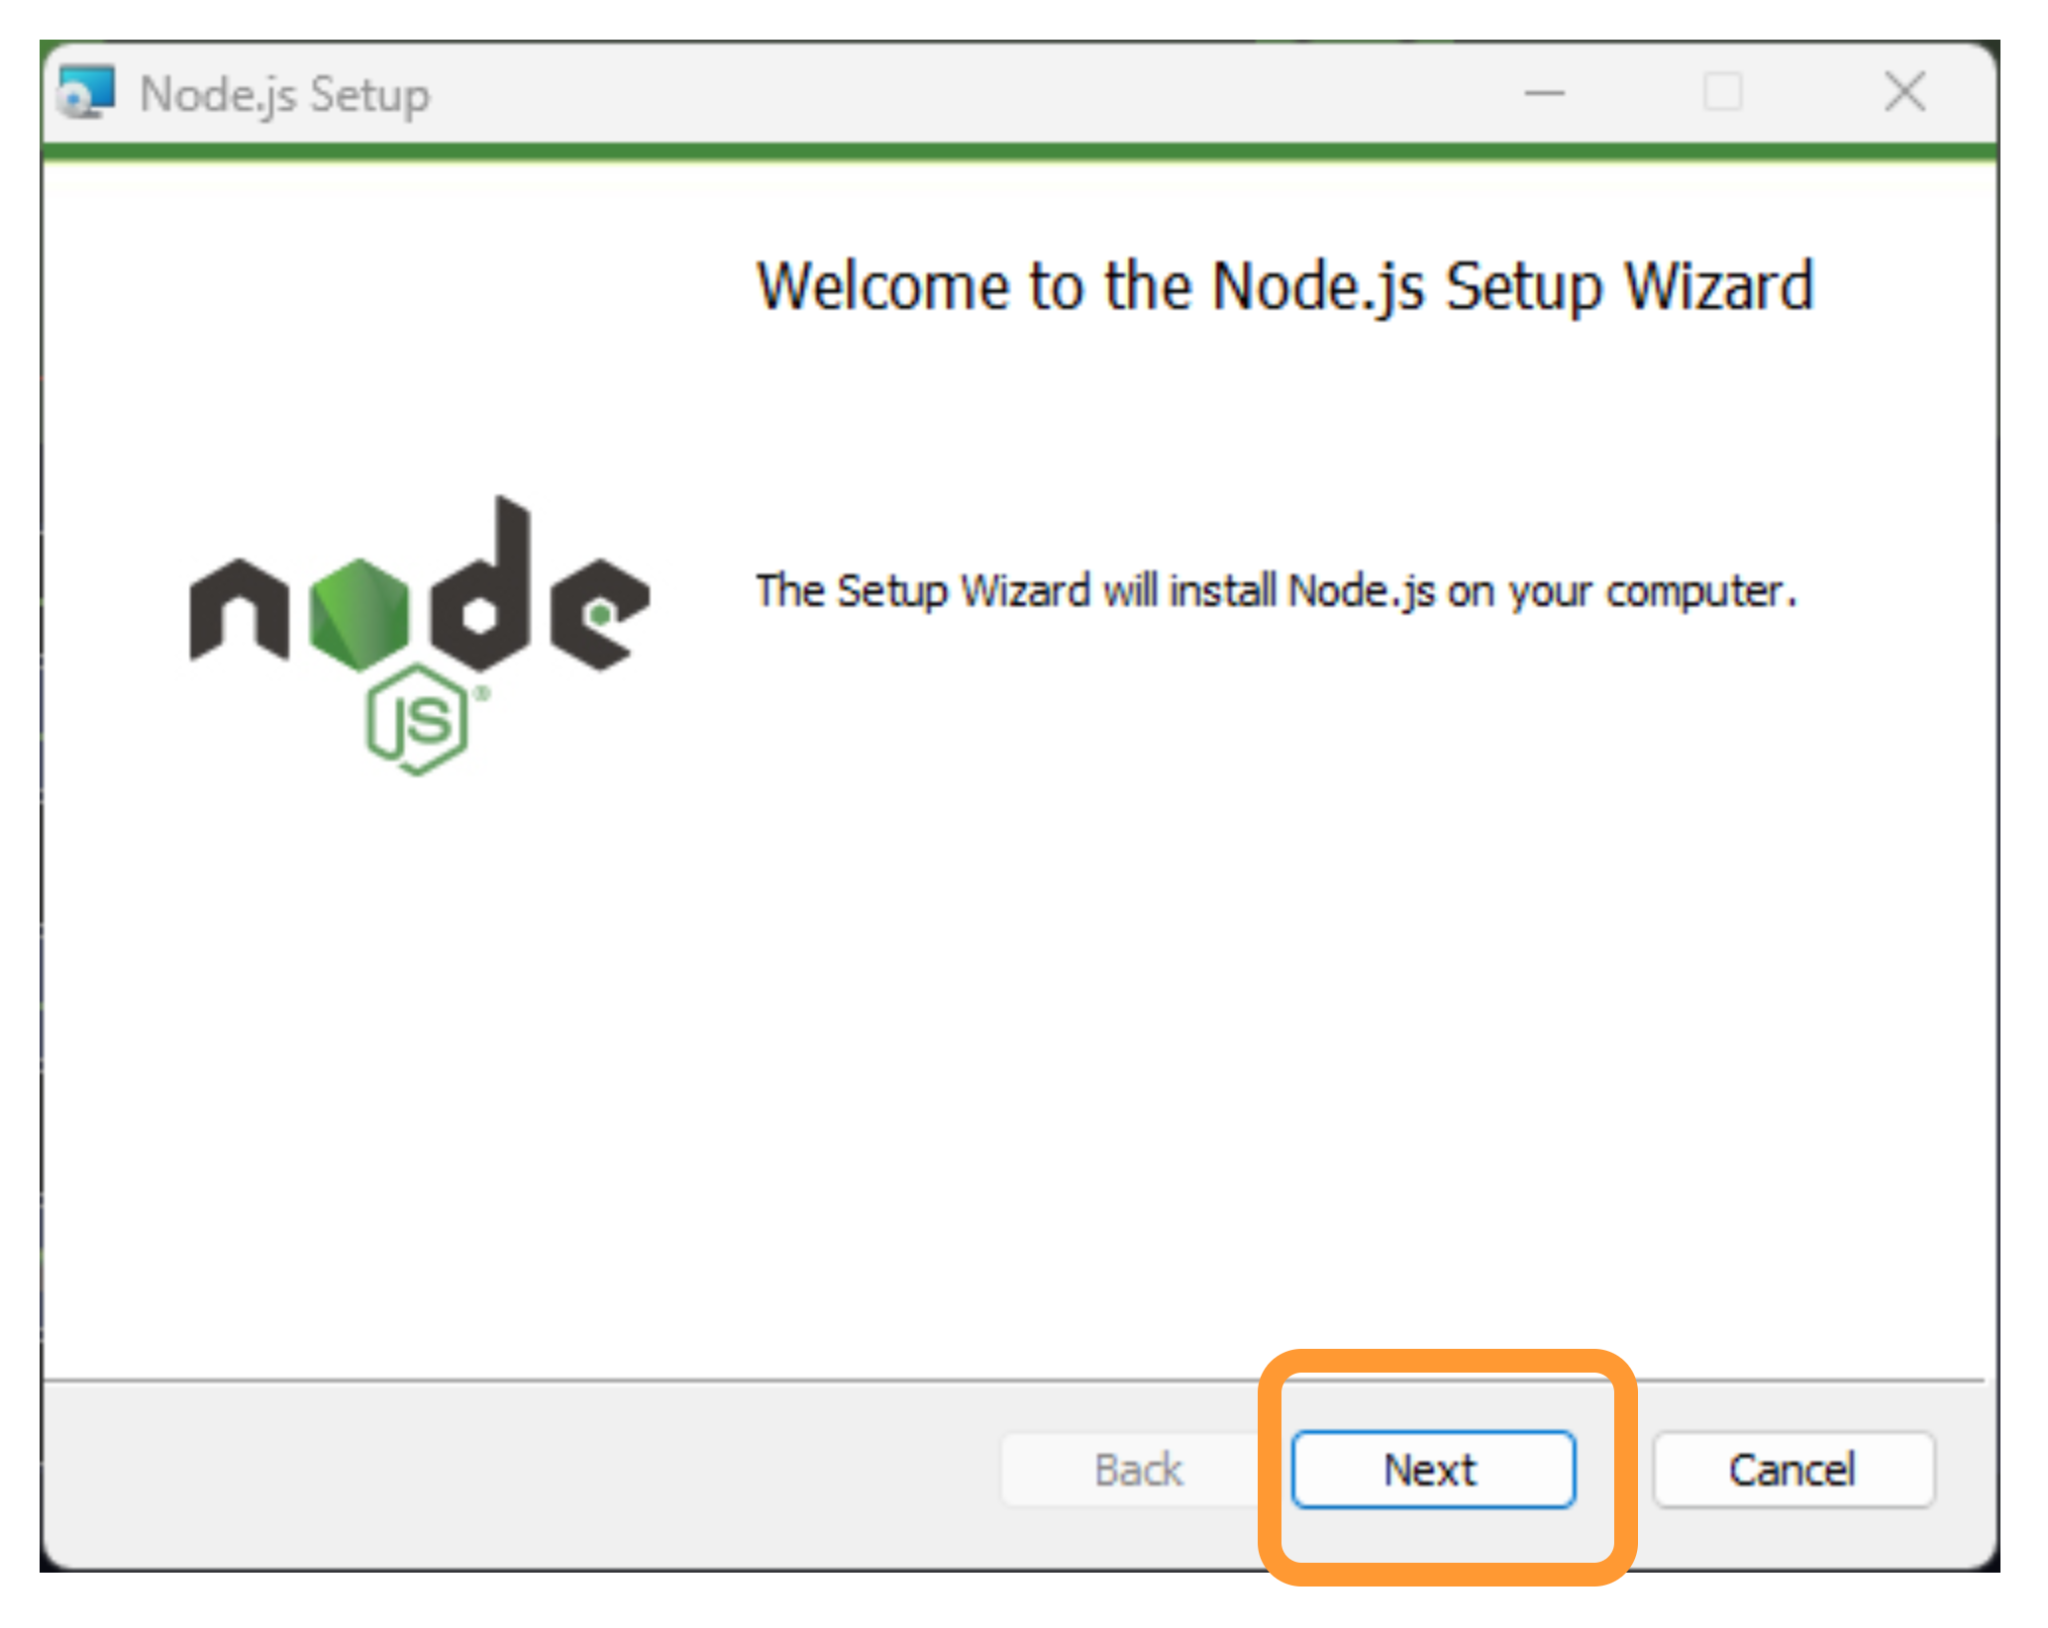 Node.js Setup
Welcome to the Node.js Setup Wizard
The Setup Wizard will install Node.js on your computer.
node
JS®
Back
Next
Cancel